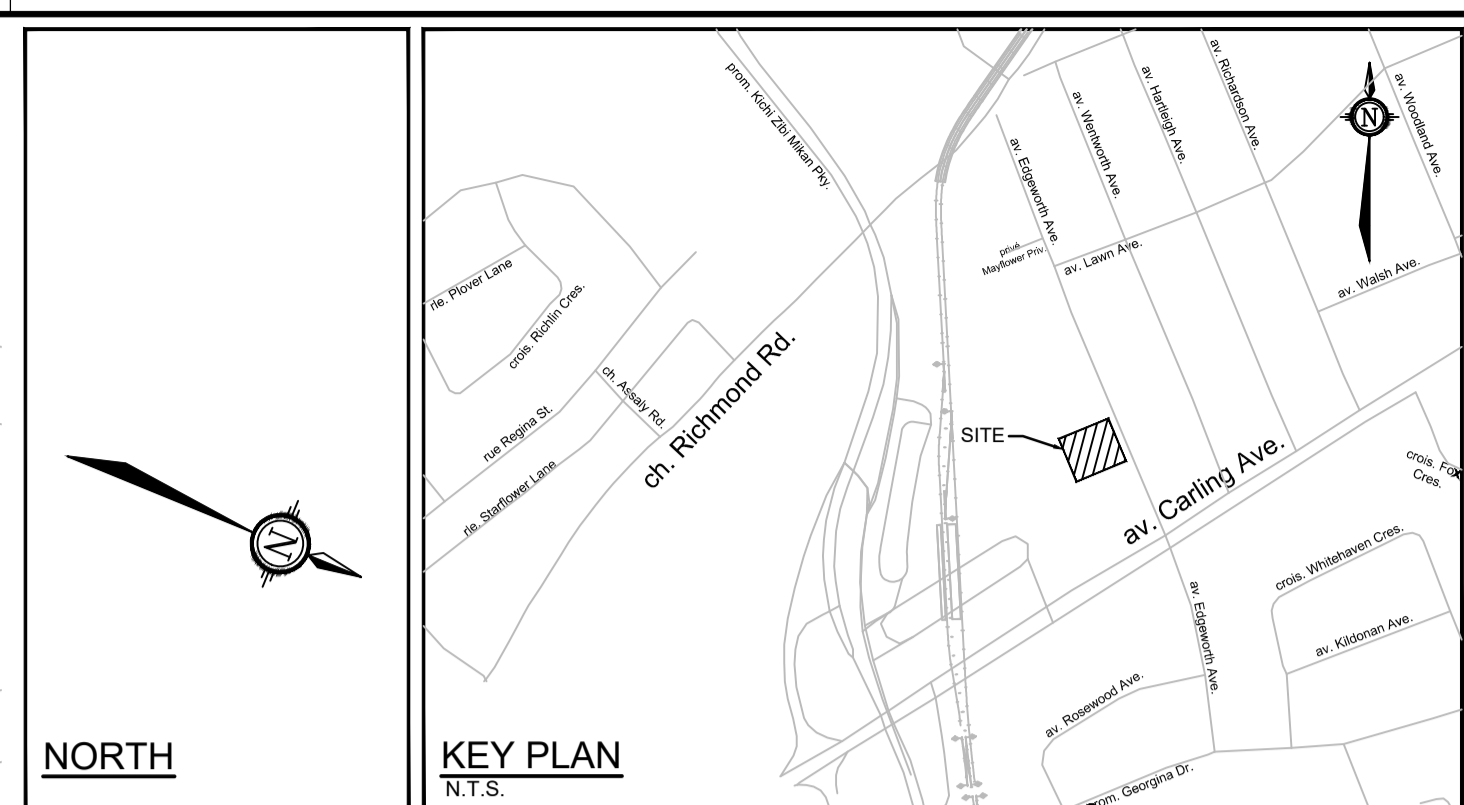 prom. Kichi Zibi Mikan Pky.
av. Edgeworth Ave.
av. Wentworth Ave.
av. Hartleigh Ave.
av. Richardson Ave.
av. Woodland Ave.
N
privé
Mayflower Priv.
av. Lawn Ave.
av. Walsh Ave.
rle. Plover Lane
crois. Richlin Cres.
ch. Assaly Rd.
ch. Richmond Rd.
rue Regina St.
rle. Starflower Lane
SITE
av. Carling Ave.
crois. Fox
Cres.
crois. Whitehaven Cres.
av. Kildonan Ave.
av. Edgeworth Ave.
av. Rosewood Ave.
prom. Georgina Dr.
N
NORTH
KEY PLAN
N.T.S.